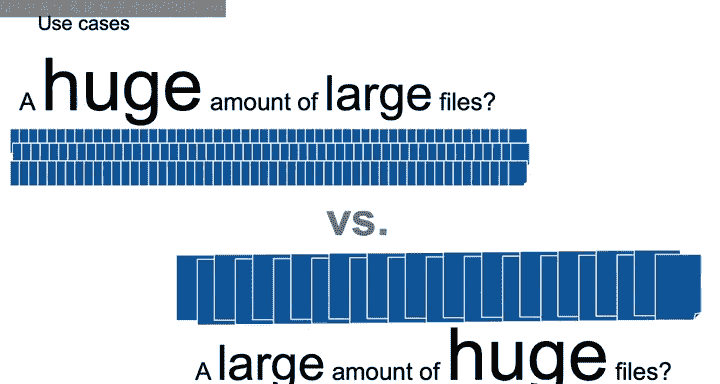 Use cases
A huge amount of large files?
vs.
A large amount of huge files?